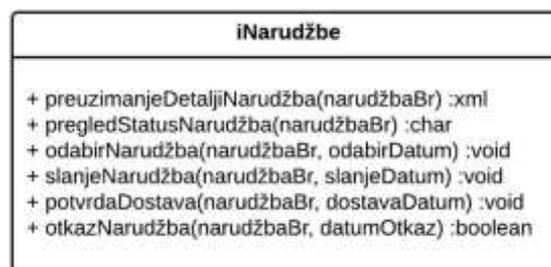 iNarudžbe
+ preuzimanjeDetaljiNarudžba(narudžbaBr) :xml
+ pregledStatusNarudžba(narudžbaBr) :char
+ odabirNarudžba(narudžbaBr, odabirDatum) :void
+ slanjeNarudžba(narudžbaBr, slanjeDatum) :void
+ potvrdaDostava(narudžbaBr, dostavaDatum) :void
+ otkazNarudžba(narudžbaBr, datumOtkaz) :boolean